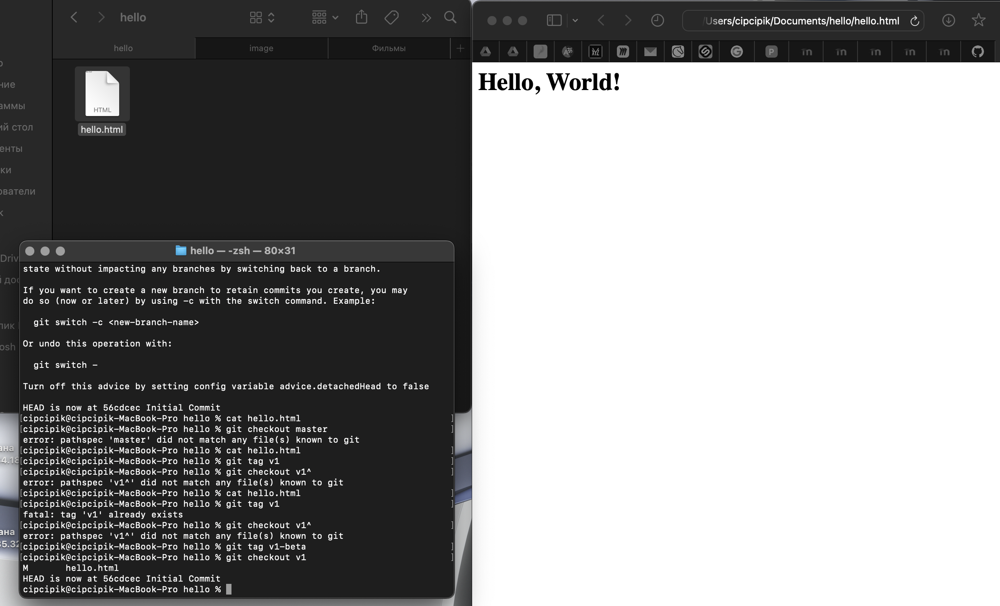 hello
hello
image
Фильмы
HTML
hello.html
р
ние
аммы
ий стол
енты
ки
ователи
к
Driv
й дос
лик
osh
ана
4.18
ана
35.32
/Users/cipcipik/Documents/hello/hello.html
P
Hello, World!
hello — -zsh — 80×31
state without impacting any branches by switching back to a branch.
If you want to create a new branch to retain commits you create, you may
do so (now or later) by using -c with the switch command. Example:
git switch -c <new-branch-name>
Or undo this operation with:
git switch -
Turn off this advice by setting config variable advice.detachedHead to false
HEAD is now at 56cdcec Initial Commit
[cipcipik@cipcipik-MacBook-Pro hello % cat hello.html ]
[cipcipik@cipcipik-MacBook-Pro hello % git checkout master ]
error: pathspec 'master' did not match any file(s) known to git
[cipcipik@cipcipik-MacBook-Pro hello % cat hello.html ]
[cipcipik@cipcipik-MacBook-Pro hello % git tag v1 ]
[cipcipik@cipcipik-MacBook-Pro hello % git checkout v1^ ]
error: pathspec 'v1^' did not match any file(s) known to git
[cipcipik@cipcipik-MacBook-Pro hello % cat hello.html ]
[cipcipik@cipcipik-MacBook-Pro hello % git tag v1 ]
fatal: tag 'v1' already exists
[cipcipik@cipcipik-MacBook-Pro hello % git checkout v1^ ]
error: pathspec 'v1^' did not match any file(s) known to git
[cipcipik@cipcipik-MacBook-Pro hello % git tag v1-beta ]
[cipcipik@cipcipik-MacBook-Pro hello % git checkout v1 ]
M hello.html
HEAD is now at 56cdcec Initial Commit
cipcipik@cipcipik-MacBook-Pro hello %